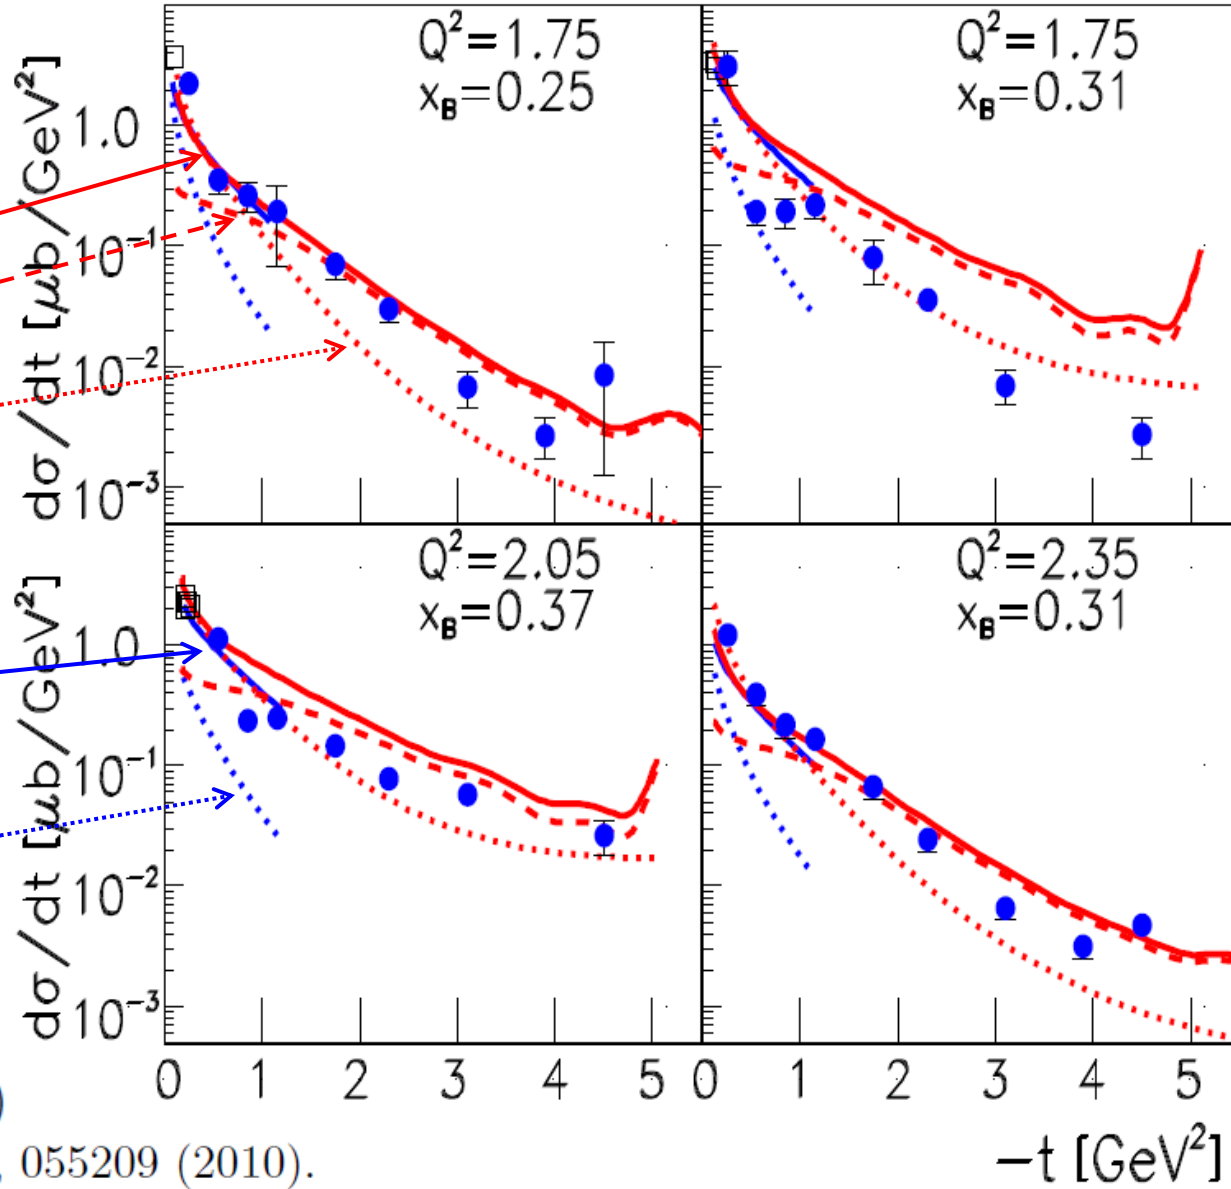 dσ/dt [μb/GeV²]
1.0
10⁻¹
10⁻²
10⁻³
Q²=1.75
x_B=0.25
Q²=1.75
x_B=0.31
dσ/dt [μb/GeV²]
1.0
10⁻¹
10⁻²
10⁻³
Q²=2.05
x_B=0.37
Q²=2.35
x_B=0.31
0 1 2 3 4 5 0 1 2 3 4 5
-t [GeV²]
, 055209 (2010).